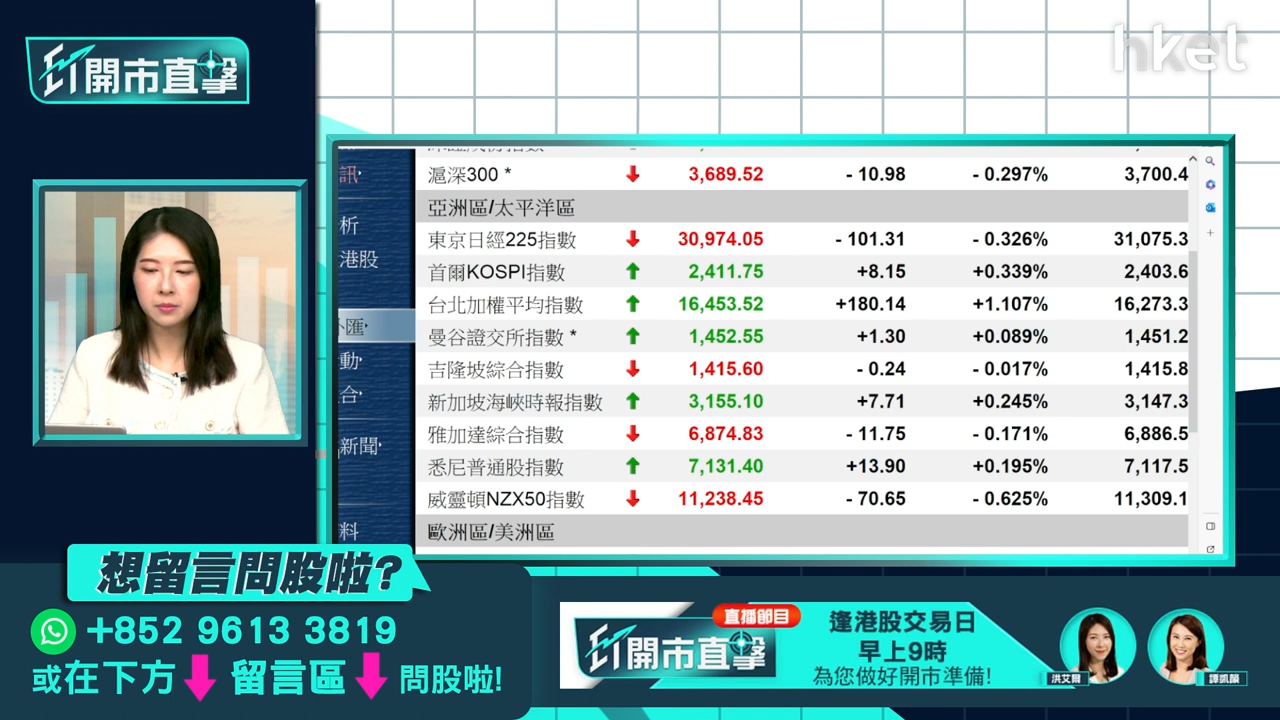 ET開市直擊
hket
訊
滬深300 * 3,689.52 - 10.98 - 0.297% 3,700.4
亞洲區/太平洋區
析
東京日經225指數 30,974.05 - 101.31 - 0.326% 31,075.3
港股
首爾KOSPI指數 2,411.75 +8.15 +0.339% 2,403.6
台北加權平均指數 16,453.52 +180.14 +1.107% 16,273.3
匯
曼谷證交所指數 * 1,452.55 +1.30 +0.089% 1,451.2
動
吉隆坡綜合指數 1,415.60 - 0.24 - 0.017% 1,415.8
合
新加坡海峽時報指數 3,155.10 +7.71 +0.245% 3,147.3
雅加達綜合指數 6,874.83 - 11.75 - 0.171% 6,886.5
新聞
悉尼普通股指數 7,131.40 +13.90 +0.195% 7,117.5
威靈頓NZX50指數 11,238.45 - 70.65 - 0.625% 11,309.1
料
歐洲區/美洲區
想留言問股啦?
+852 9613 3819
或在下方 留言區 問股啦!
直播節目
ET開市直擊
逢港股交易日
早上9時
為您做好開市準備!
洪艾爾